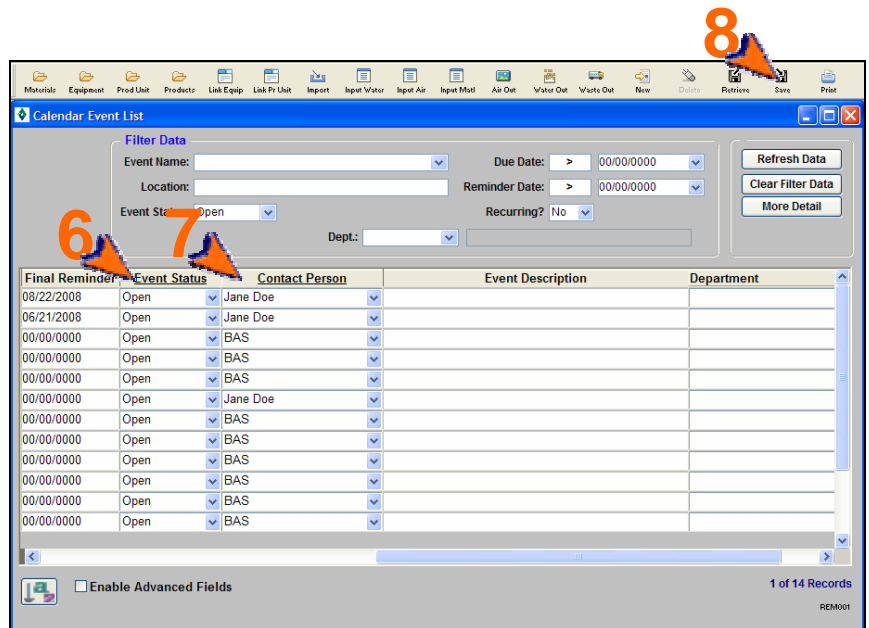 8
Materials Equipment Prod Unit Products Link Equip Link Pr Unit Import Input Water Input Air Input Matl Air Out Water Out Waste Out New Delete Retrieve Save Print
Calendar Event List
Filter Data
Event Name: Due Date: > 00/00/0000 Refresh Data
Location: Reminder Date: > 00/00/0000 Clear Filter Data
Event Status: Open Recurring? No More Detail
6 7
Dept.:
Final Reminder Event Status Contact Person Event Description Department
08/22/2008 Open Jane Doe
06/21/2008 Open Jane Doe
00/00/0000 Open BAS
00/00/0000 Open BAS
00/00/0000 Open BAS
00/00/0000 Open Jane Doe
00/00/0000 Open BAS
00/00/0000 Open BAS
00/00/0000 Open BAS
00/00/0000 Open BAS
00/00/0000 Open BAS
00/00/0000 Open BAS
Enable Advanced Fields 1 of 14 Records
REM001